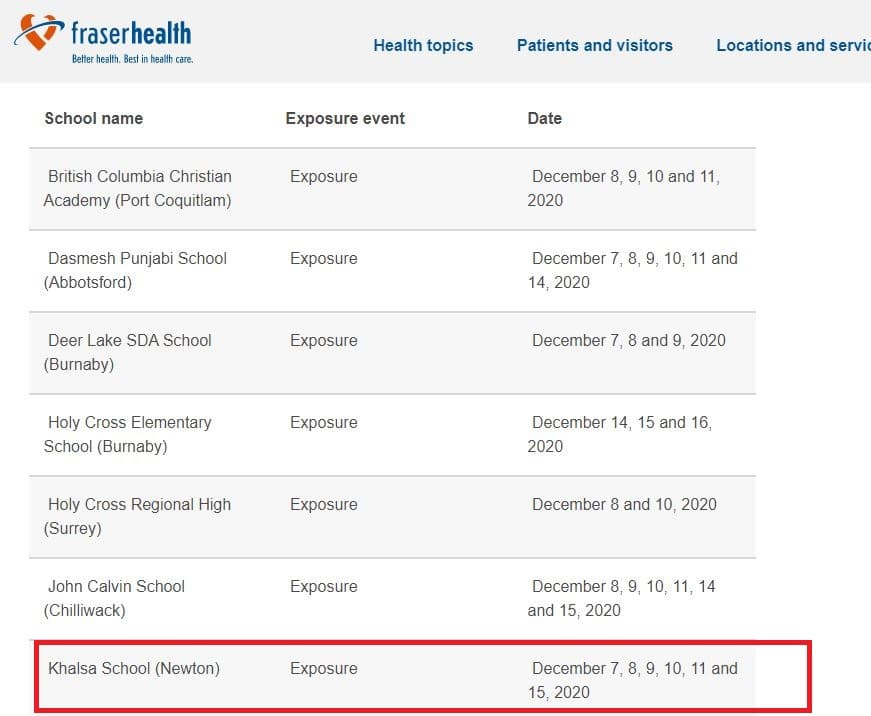 fraserhealth
Better health. Best in health care.
Health topics
Patients and visitors
Locations and servic
School name
Exposure event
Date
British Columbia Christian
Academy (Port Coquitlam)
Exposure
December 8, 9, 10 and 11,
2020
Dasmesh Punjabi School
(Abbotsford)
Exposure
December 7, 8, 9, 10, 11 and
14, 2020
Deer Lake SDA School
(Burnaby)
Exposure
December 7, 8 and 9, 2020
Holy Cross Elementary
School (Burnaby)
Exposure
December 14, 15 and 16,
2020
Holy Cross Regional High
(Surrey)
Exposure
December 8 and 10, 2020
John Calvin School
(Chilliwack)
Exposure
December 8, 9, 10, 11, 14
and 15, 2020
Khalsa School (Newton)
Exposure
December 7, 8, 9, 10, 11 and
15, 2020